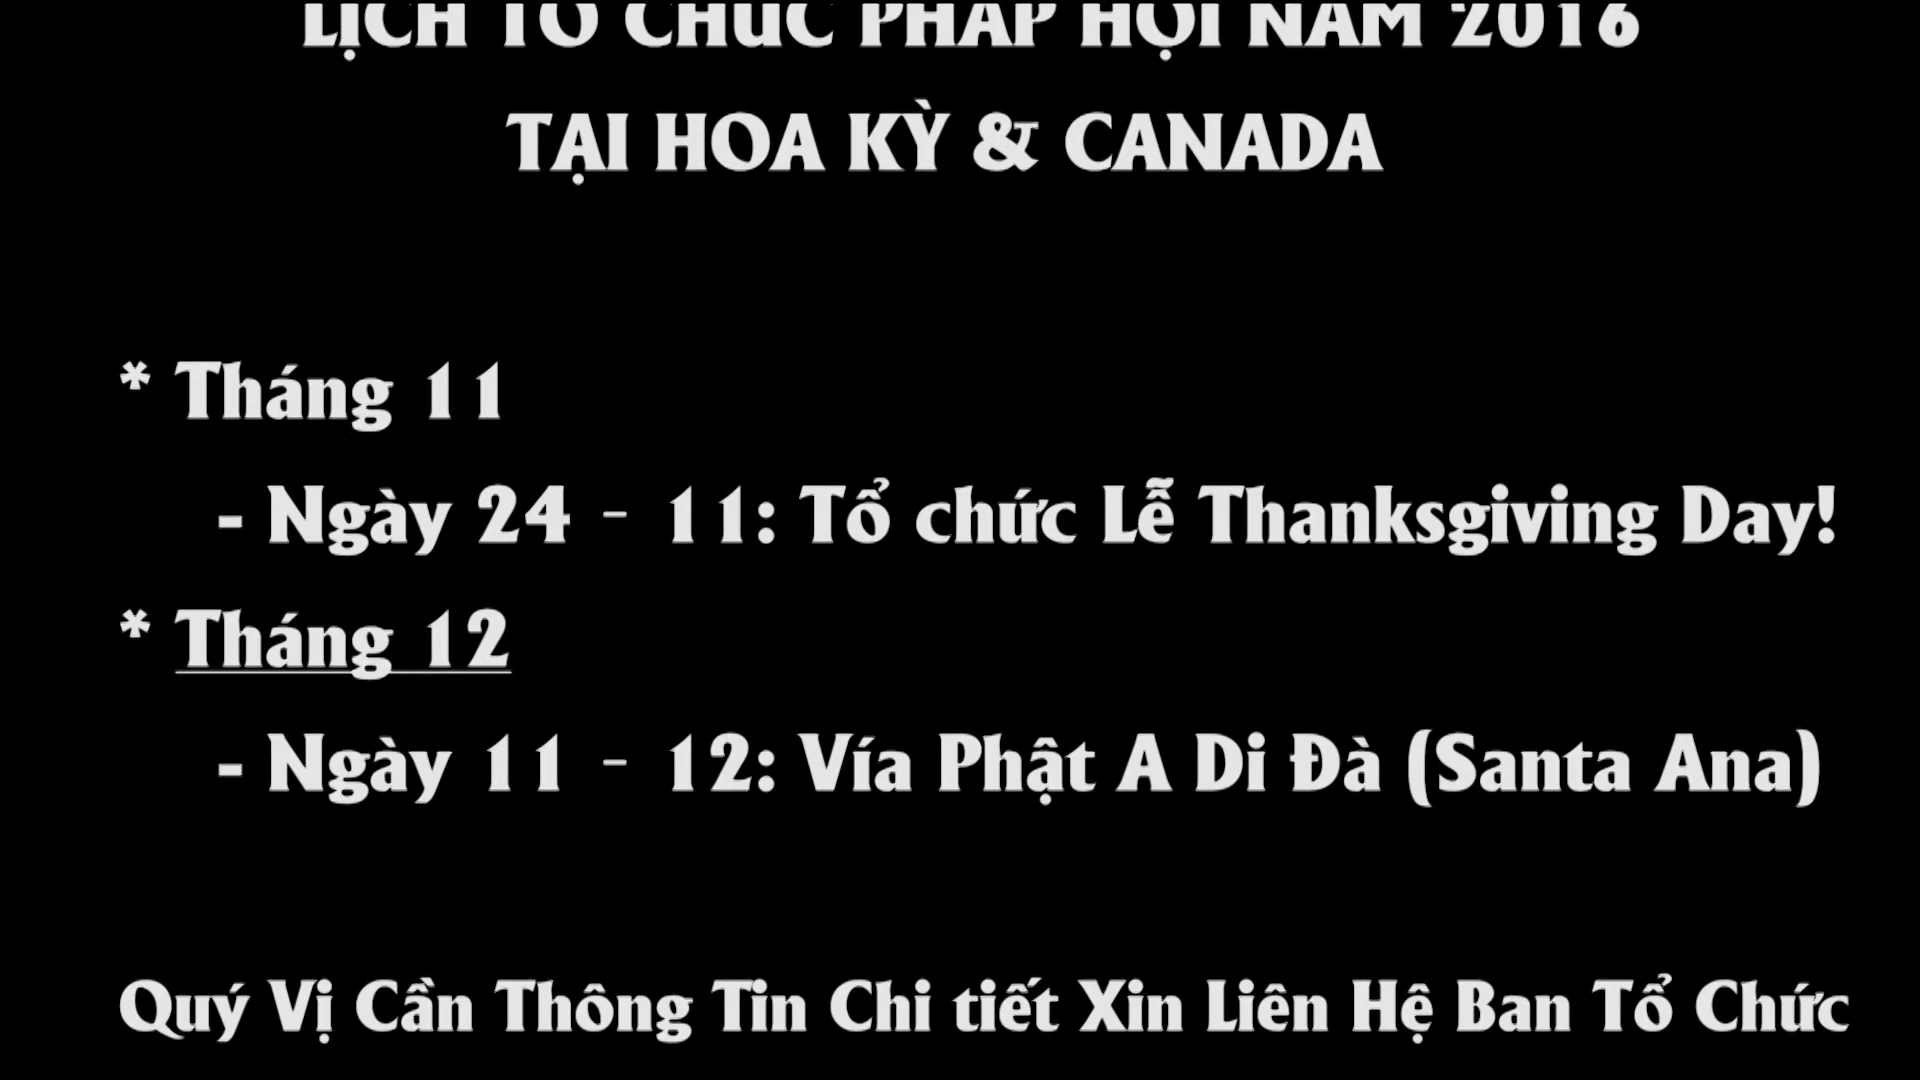 LỊCH TỔ CHỨC PHÁP HỘI NĂM 2016
TẠI HOA KỲ & CANADA
* Tháng 11
- Ngày 24 - 11: Tổ chức Lễ Thanksgiving Day!
* Tháng 12
- Ngày 11 - 12: Vía Phật A Di Đà (Santa Ana)
Quý Vị Cần Thông Tin Chi tiết Xin Liên Hệ Ban Tổ Chức